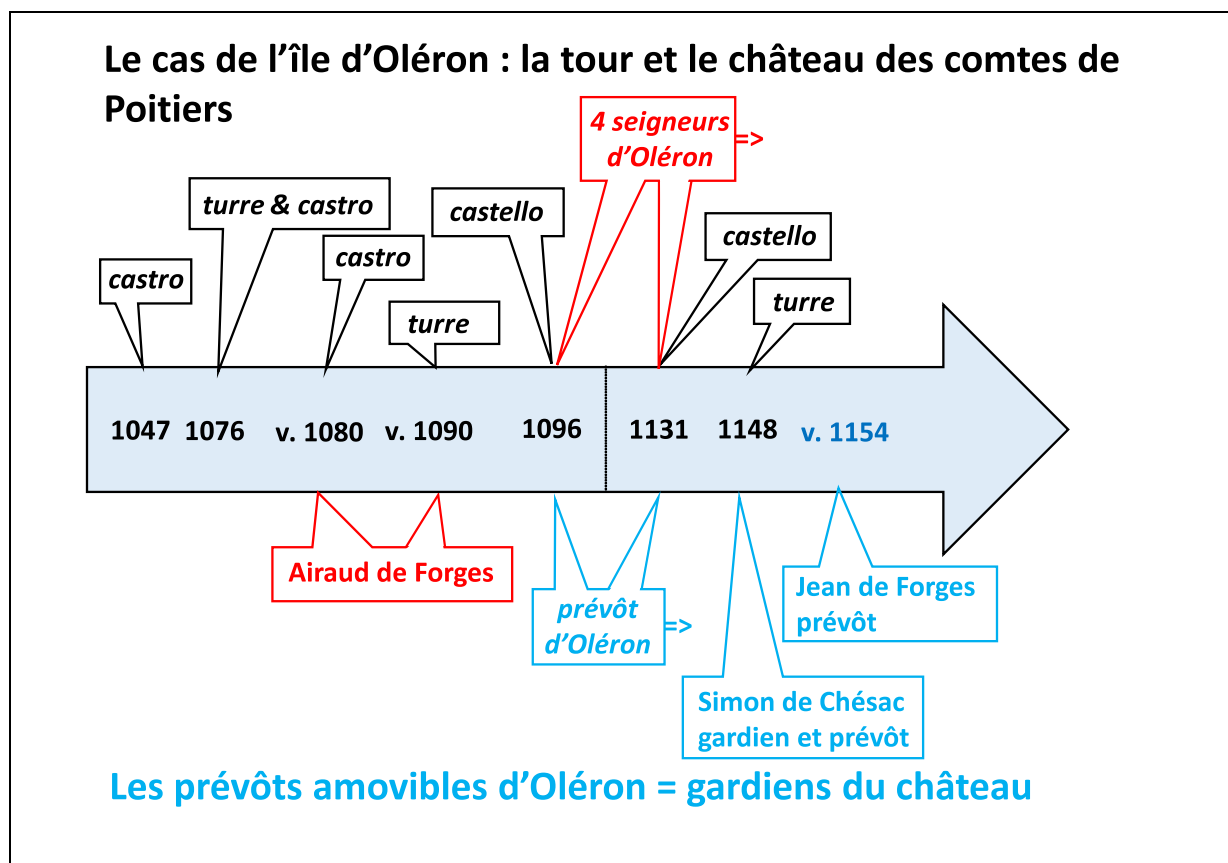 Le cas de l’île d’Oléron : la tour et le château des comtes de
Poitiers
4 seigneurs
d’Oléron
=>
turre & castro
castello
castro
castello
castro
turre
turre
1047
1076
v. 1080
v. 1090
1096
1131
1148
v. 1154
Airaud de Forges
prévôt
d’Oléron
=>
Jean de Forges
prévôt
Simon de Chésac
gardien et prévôt
Les prévôts amovibles d’Oléron = gardiens du château